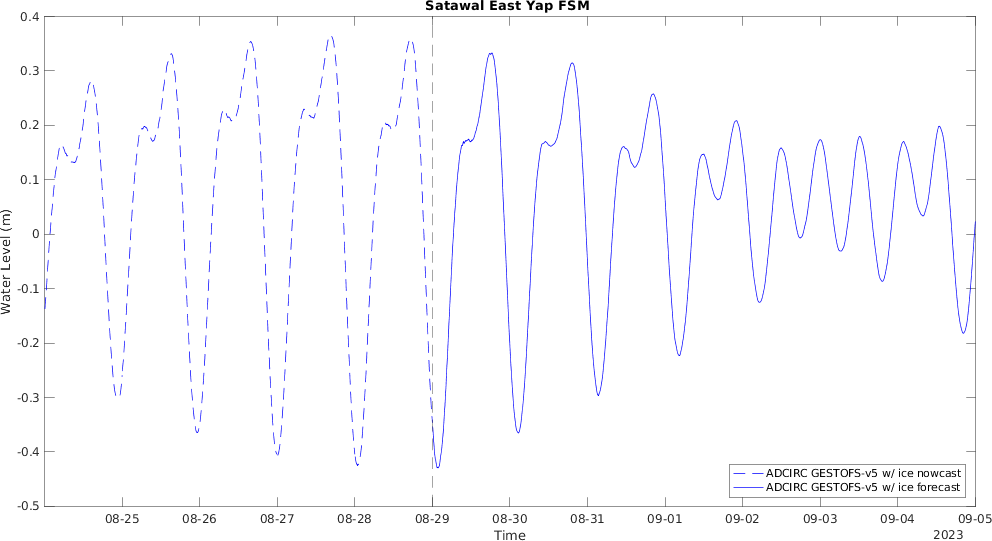 Satawal East Yap FSM
0.4
0.3
0.2
0.1
0
-0.1
-0.2
-0.3
-0.4
-0.5
Water Level (m)
08-25 08-26 08-27 08-28 08-29 08-30 08-31 09-01 09-02 09-03 09-04 09-05
Time
2023
ADCIRC GESTOFS-v5 w/ ice nowcast
ADCIRC GESTOFS-v5 w/ ice forecast